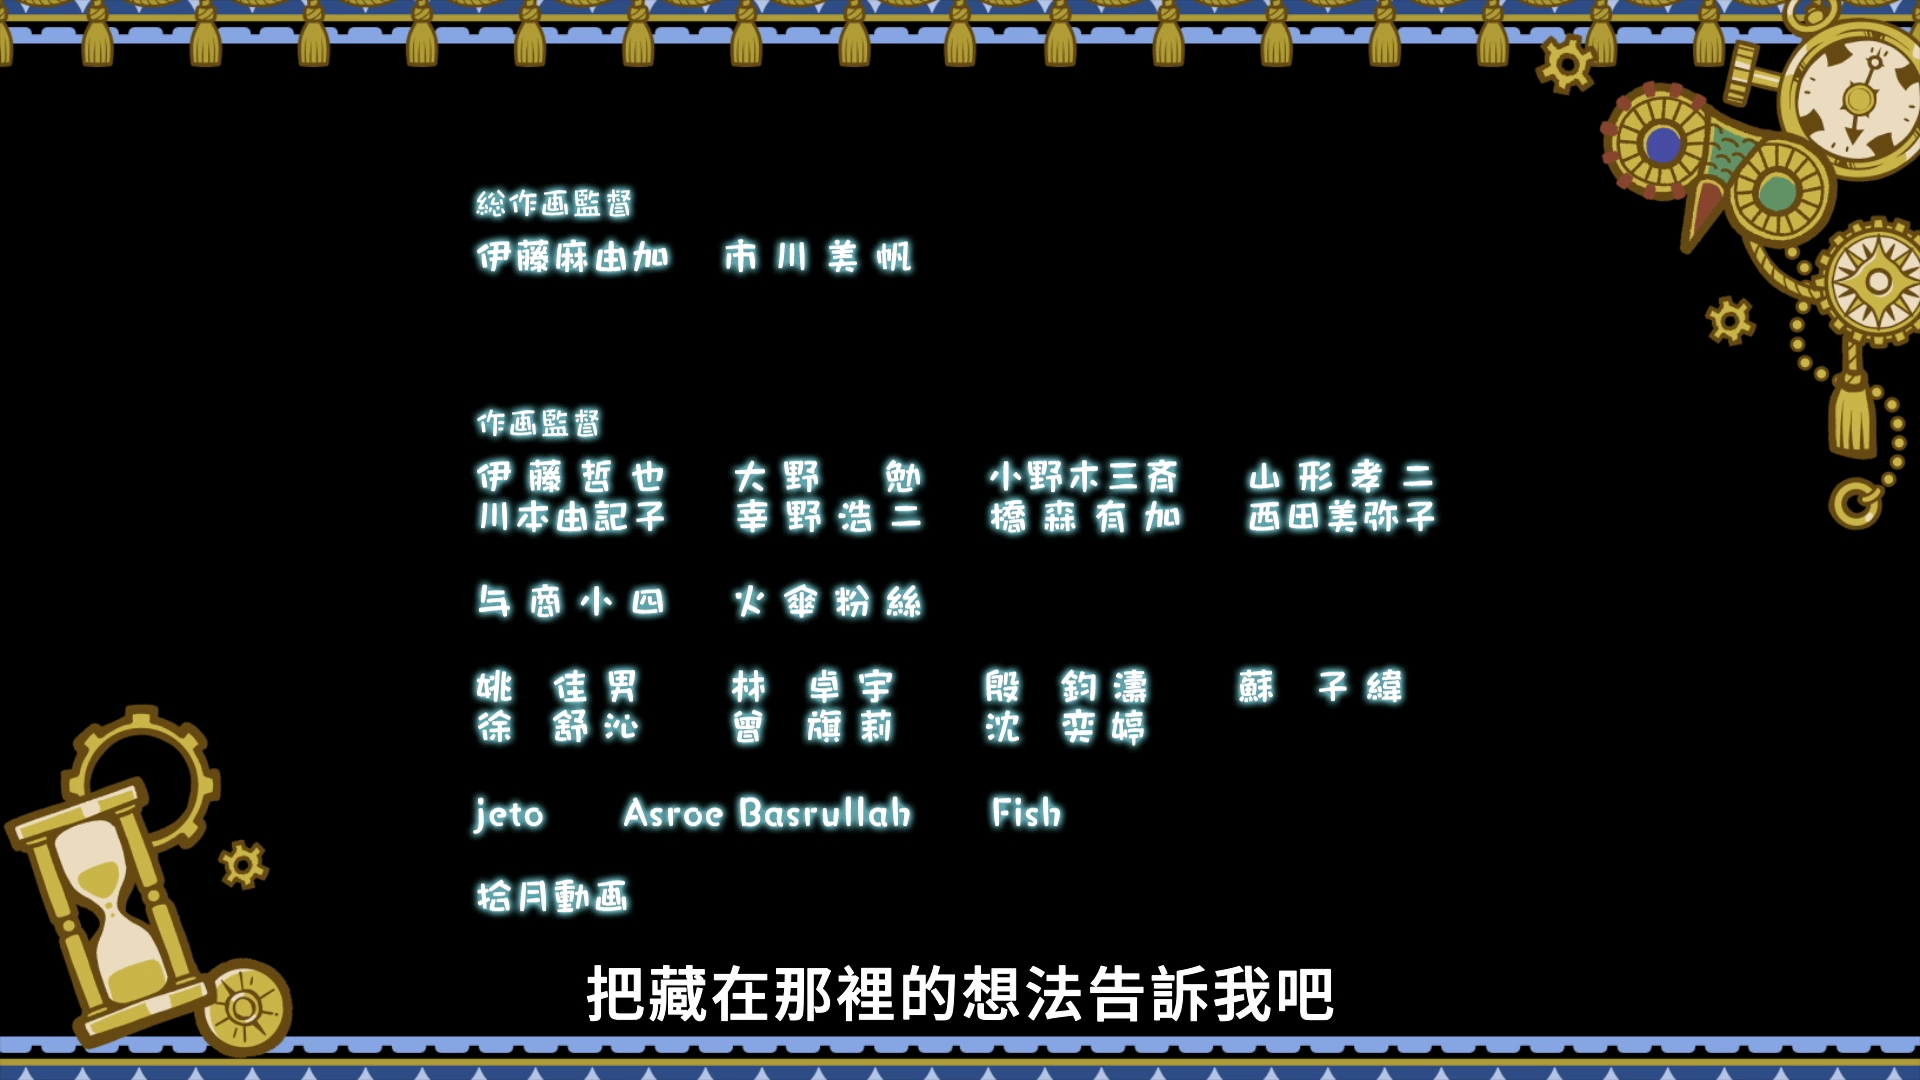 総作画監督
伊藤麻由加 市川美帆
作画監督
伊藤哲也 大野 勉 小野木三斉 山形孝二
川本由記子 幸野浩二 橋森有加 西田美弥子
与商小四 火傘粉絲
姚 佳男 林 卓宇 殷 鈞濤 蘇 子緯
徐 舒沁 曾 旗莉 沈 奕婷
jeto Asroe Basrullah Fish
拾月動画
把藏在那裡的想法告訴我吧